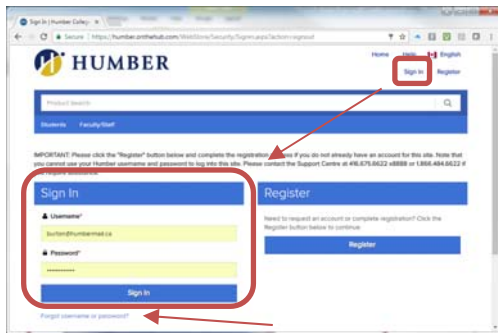 Sign In | Humber College
Secure | https://humber.onthehub.com/WebStore/Security/Signin.aspx?action=signout
HUMBER
Home Help English
Sign In Register
Product Search
Students Faculty/Staff
IMPORTANT: Please click the "Register" button below and complete the registration process if you do not already have an account for this site. Note that
you cannot use your Humber username and password to log into this site. Please contact the Support Centre at 416.675.6622 x8888 or 1.866.484.6622 if
you require assistance.
Sign In
Username*
burton@humbermail.ca
Password*
Sign In
Forgot username or password?
Register
Need to request an account or complete registration? Click the
Register button below to continue.
Register